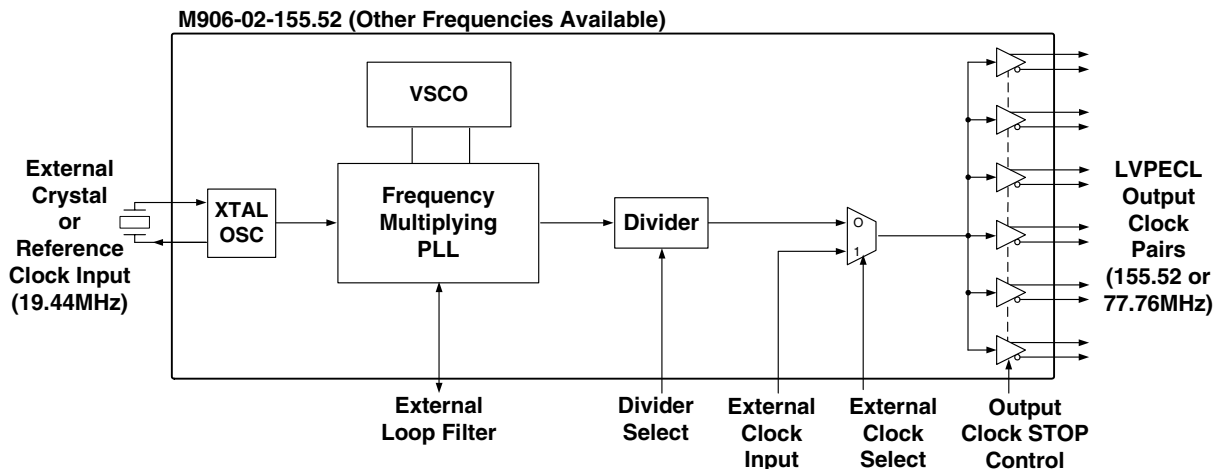 M906-02-155.52 (Other Frequencies Available)
VSCO
External
Crystal
or
Reference
Clock Input
(19.44MHz)
XTAL
OSC
Frequency
Multiplying
PLL
Divider
O
1
LVPECL
Output
Clock
Pairs
(155.52 or
77.76MHz)
External
Loop Filter
Divider
Select
External
Clock
Input
External
Clock
Select
Output
Clock STOP
Control